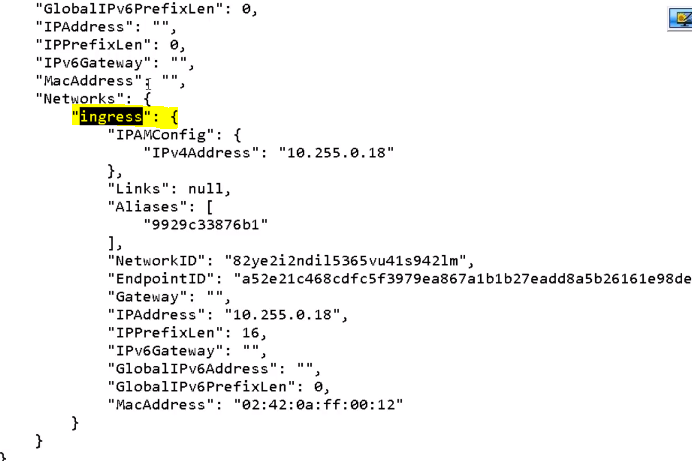 "GlobalIPv6PrefixLen": 0,
"IPAddress": "",
"IPPrefixLen": 0,
"IPv6Gateway": "",
"MacAddress": "",
"Networks": {
"ingress": {
"IPAMConfig": {
"IPv4Address": "10.255.0.18"
},
"Links": null,
"Aliases": [
"9929c33876b1"
],
"NetworkID": "82ye2i2ndil5365vu41s942lm",
"EndpointID": "a52e21c468cdfc5f3979ea867a1b1b27eadd8a5b26161e98de
"Gateway": "",
"IPAddress": "10.255.0.18",
"IPPrefixLen": 16,
"IPv6Gateway": "",
"GlobalIPv6Address": "",
"GlobalIPv6PrefixLen": 0,
"MacAddress": "02:42:0a:ff:00:12"
}
}
}